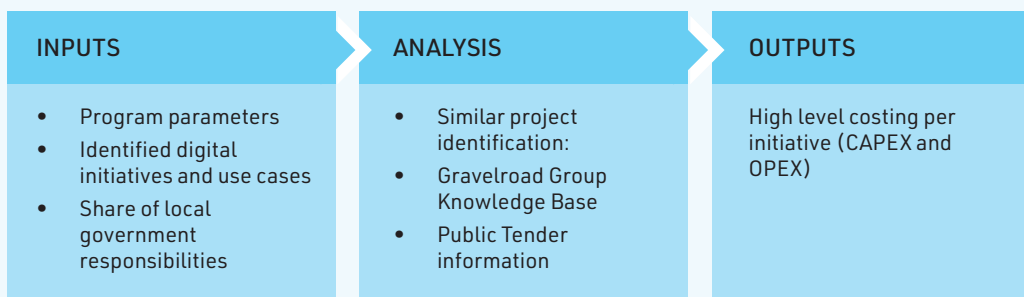 INPUTS
• Program parameters
• Identified digital
initiatives and use cases
• Share of local
government
responsibilities
ANALYSIS
• Similar project
identification:
• Gravelroad Group
Knowledge Base
• Public Tender
information
OUTPUTS
High level costing per
initiative (CAPEX and
OPEX)